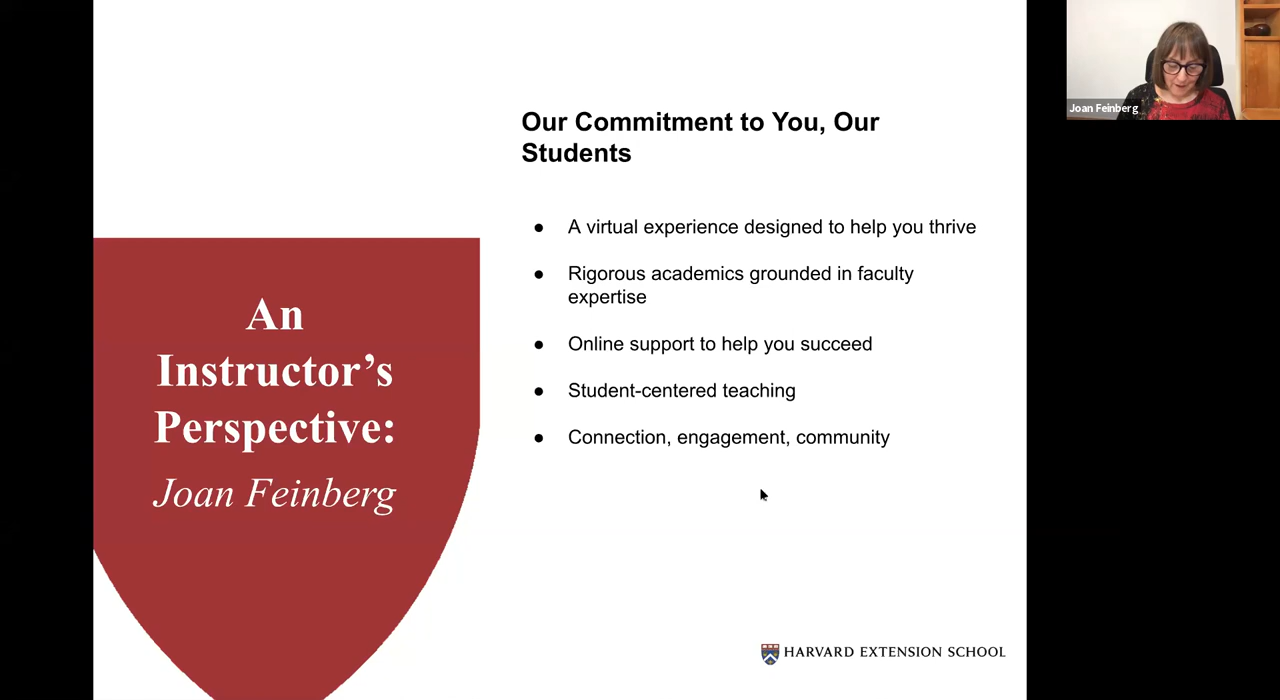 Joan Feinberg
Our Commitment to You, Our
Students
● A virtual experience designed to help you thrive
● Rigorous academics grounded in faculty
expertise
● Online support to help you succeed
● Student-centered teaching
● Connection, engagement, community
An
Instructor’s
Perspective:
Joan Feinberg
HARVARD EXTENSION SCHOOL